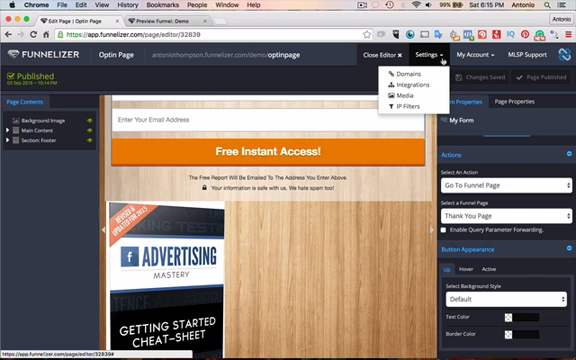 Chrome File Edit View History Bookmarks People Window Help
Sat 6:15 PM Antonio
Edit Page | Optin Page
Preview Funnel: Demo
Antonio
https://app.funnelizer.com/page/editor/32839
FUNNELIZER
Optin Page
antoniothompson.funnelizer.com/demo/optinpage
Close Editor
Settings
My Account
MLSP Support
Domains
Integrations
Media
IP Filters
Published
03 Sep 2016 - 10:14 PM
Changes Saved
Page Published
Page Contents
Background Image
Main Content
Section: Footer
Enter Your Email Address
Free Instant Access!
The Free Report Will Be Emailed To The Address You Enter Above.
Your information is safe with us. We hate spam too!
REVISED &
UPDATED FOR 2015
f ADVERTISING
MASTERY
GETTING STARTED
CHEAT-SHEET
m Properties
Page Properties
My Form
Actions
Select An Action
Go To Funnel Page
Select a Funnel Page
Thank You Page
Enable Query Parameter Forwarding.
Button Appearance
Up Hover Active
Select Background Style
Default
Text Color
Border Color
https://app.funnelizer.com/page/editor/32839#